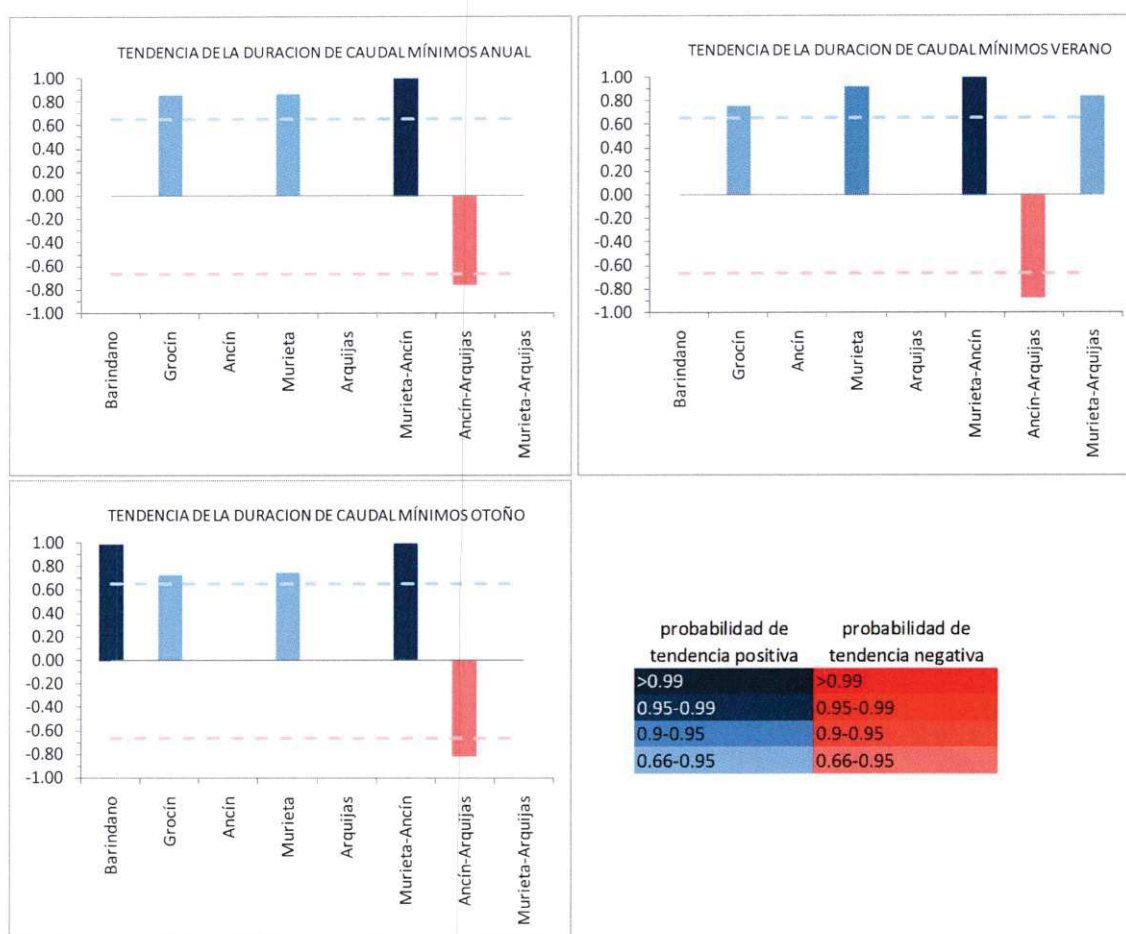 TENDENCIA DE LA DURACION DE CAUDAL MÍNIMOS ANUAL
1.00
0.80
0.60
0.40
0.20
0.00
-0.20
-0.40
-0.60
-0.80
-1.00
Barindano
Grocín
Ancín
Murieta
Arquijas
Murieta-Ancín
Ancín-Arquijas
Murieta-Arquijas
TENDENCIA DE LA DURACION DE CAUDAL MÍNIMOS VERANO
1.00
0.80
0.60
0.40
0.20
0.00
-0.20
-0.40
-0.60
-0.80
-1.00
Barindano
Grocín
Ancín
Murieta
Arquijas
Murieta-Ancín
Ancín-Arquijas
Murieta-Arquijas
TENDENCIA DE LA DURACION DE CAUDAL MÍNIMOS OTOÑO
1.00
0.80
0.60
0.40
0.20
0.00
-0.20
-0.40
-0.60
-0.80
-1.00
Barindano
Grocín
Ancín
Murieta
Arquijas
Murieta-Ancín
Ancín-Arquijas
Murieta-Arquijas
probabilidad de probabilidad de
tendencia positiva tendencia negativa
>0.99 >0.99
0.95-0.99 0.95-0.99
0.9-0.95 0.9-0.95
0.66-0.95 0.66-0.95